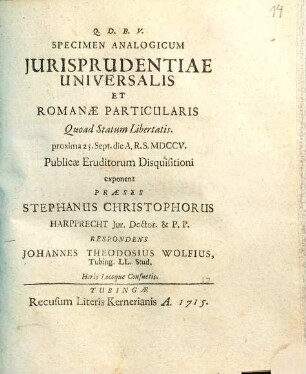 14
Q. D. B. V.
SPECIMEN ANALOGICUM
JURISPRUDENTIAE
UNIVERSALIS
ET
ROMANÆ PARTICULARIS
Quoad Statum Libertatis.
proxima 25. Sept. die A, R. S. MDCCV.
Publicæ Eruditorum Disquisitioni
exponent
PRÆSES
STEPHANUS CHRISTOPHORUS
HARPPRECHT Jur. Doctor. & P. P.
RESPONDENS
JOHANNES THEODOSIUS WOLFIUS,
Tubing. LL. Stud.
Horis Locoque Consuetis.
TUBINGÆ
Recusum Literis Kernerianis A. 1715.